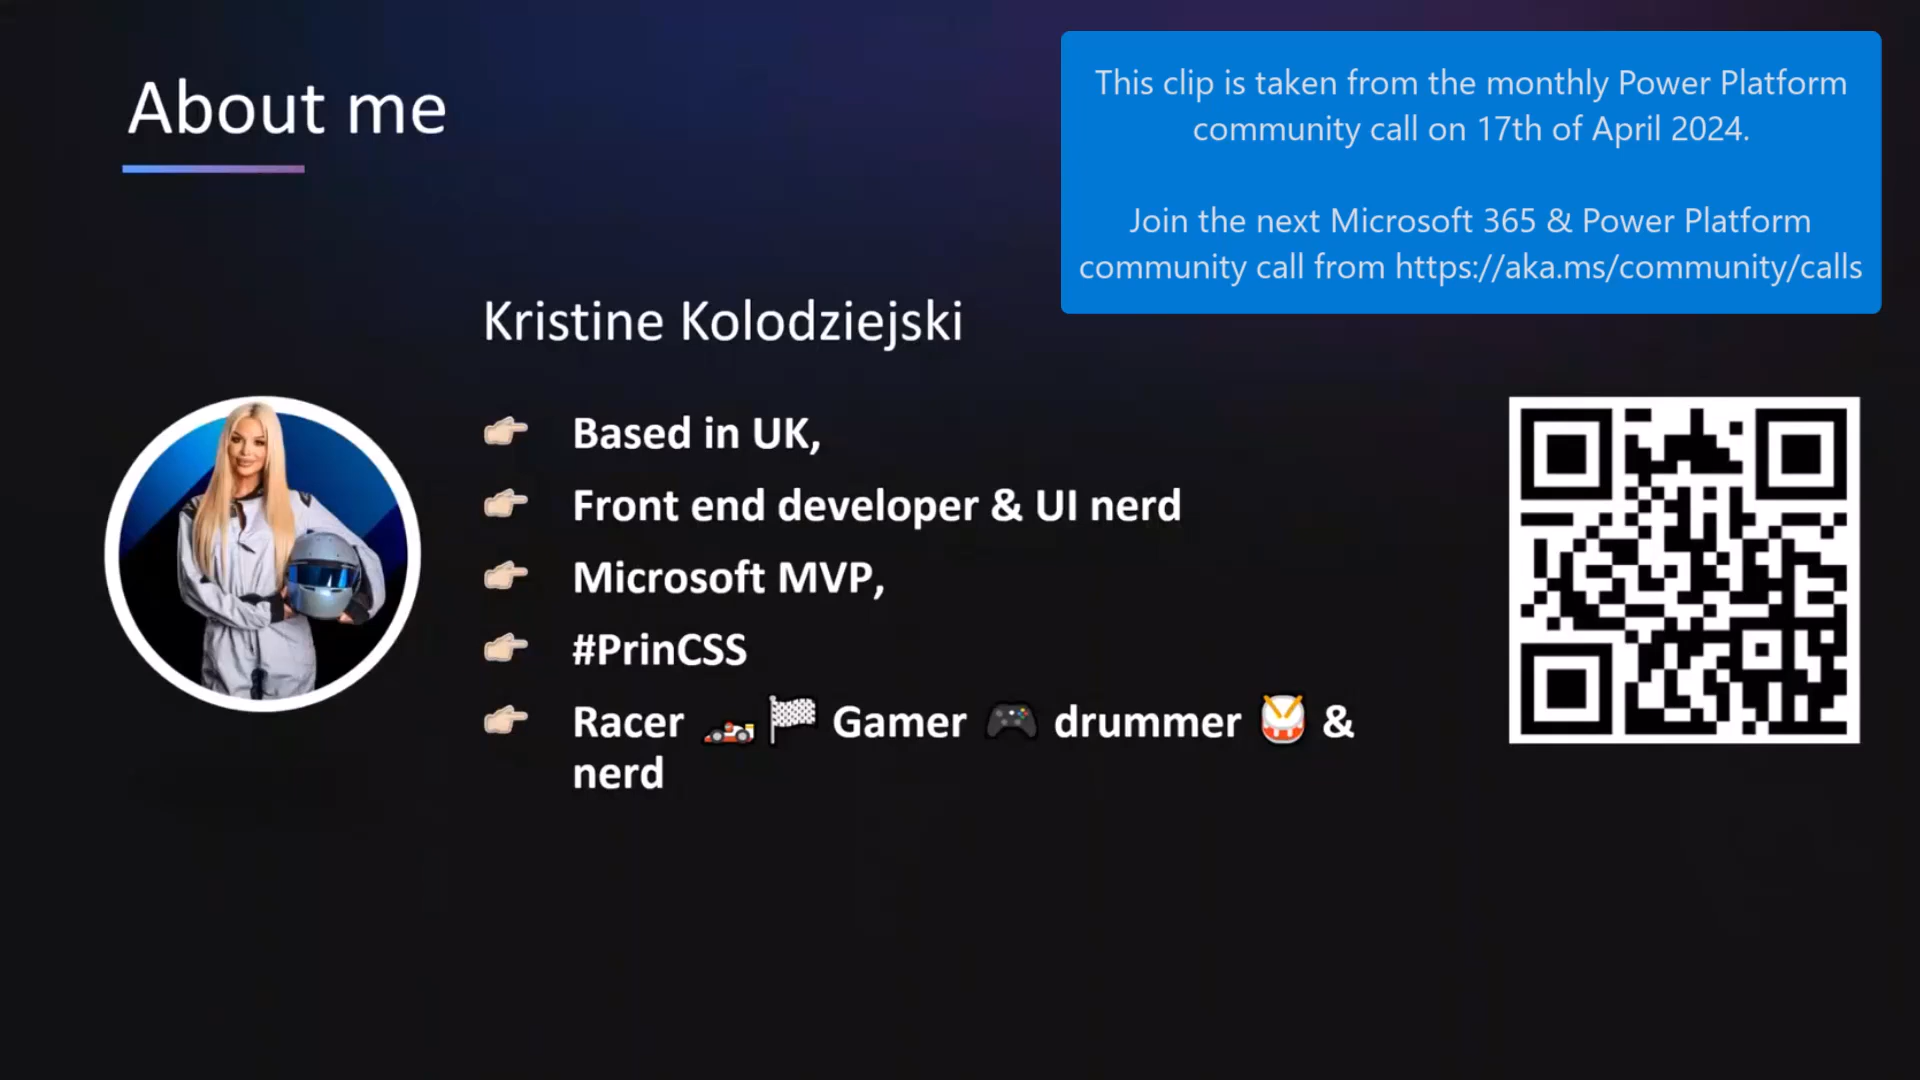 About me
This clip is taken from the monthly Power Platform
community call on 17th of April 2024.
Join the next Microsoft 365 & Power Platform
community call from https://aka.ms/community/calls
Kristine Kolodziejski
Based in UK,
Front end developer & UI nerd
Microsoft MVP,
#PrinCSS
Racer 🏎️ 🏁 Gamer 🎮 drummer 🥁 &
nerd